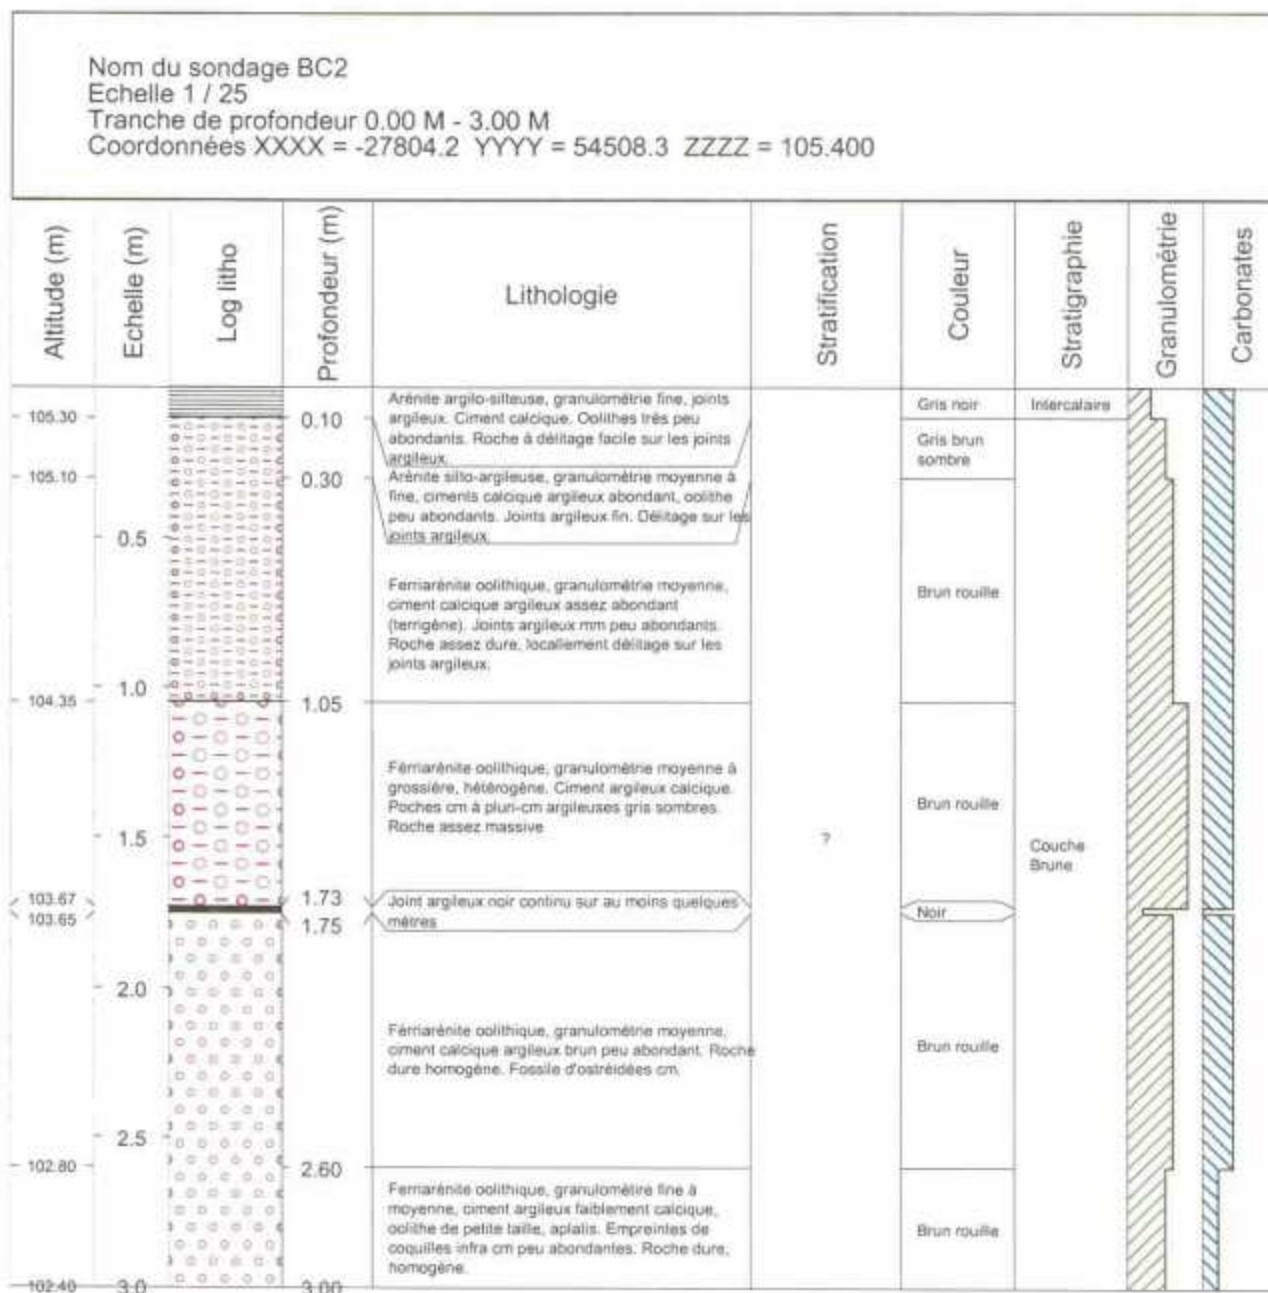 Nom du sondage BC2
Echelle 1 / 25
Tranche de profondeur 0.00 M - 3.00 M
Coordonnées XXXX = -27804.2 YYYY = 54508.3 ZZZZ = 105.400
Altitude (m)
Echelle (m)
Log litho
Profondeur (m)
Lithologie
Stratification
Couleur
Stratigraphie
Granulométrie
Carbonates
Arénite argilo-silteuse, granulométrie fine, joints
argileux. Ciment calcique. Oolithes très peu
abondants. Roche à délitage facile sur les joints
argileux.
Gris noir
Intercalaire
105.30
0.10
Gris brun
sombre
105.10
0.30
Arénite silto-argileuse, granulométrie moyenne à
fine, ciments calcique argileux abondant, oolithe
peu abondants. Joints argileux fin. Délitage sur les
joints argileux.
0.5
Ferriarénite oolithique, granulométrie moyenne,
ciment calcique argileux assez abondant
(terrigène). Joints argileux mm peu abondants.
Roche assez dure, localement délitage sur les
joints argileux.
Brun rouille
1.0
104.35
1.05
Férriarénite oolithique, granulométrie moyenne à
grossière, hétérogène. Ciment argileux calcique.
Poches cm à pluri-cm argileuses gris sombres.
Roche assez massive
Brun rouille
1.5
?
Couche
Brune
103.67
1.73
Joint argileux noir continu sur au moins quelques
mètres
Noir
103.65
1.75
2.0
Férriarénite oolithique, granulométrie moyenne,
ciment calcique argileux brun peu abondant. Roche
dure homogène. Fossile d'ostréidées cm.
Brun rouille
2.5
102.80
2.60
Ferriarénite oolithique, granulomètire fine à
moyenne, ciment argileux faiblement calcique,
oolithe de petite taille, aplatis. Empreintes de
coquilles infra cm peu abondantes. Roche dure,
homogène.
Brun rouille
102.40
3.0
3.00